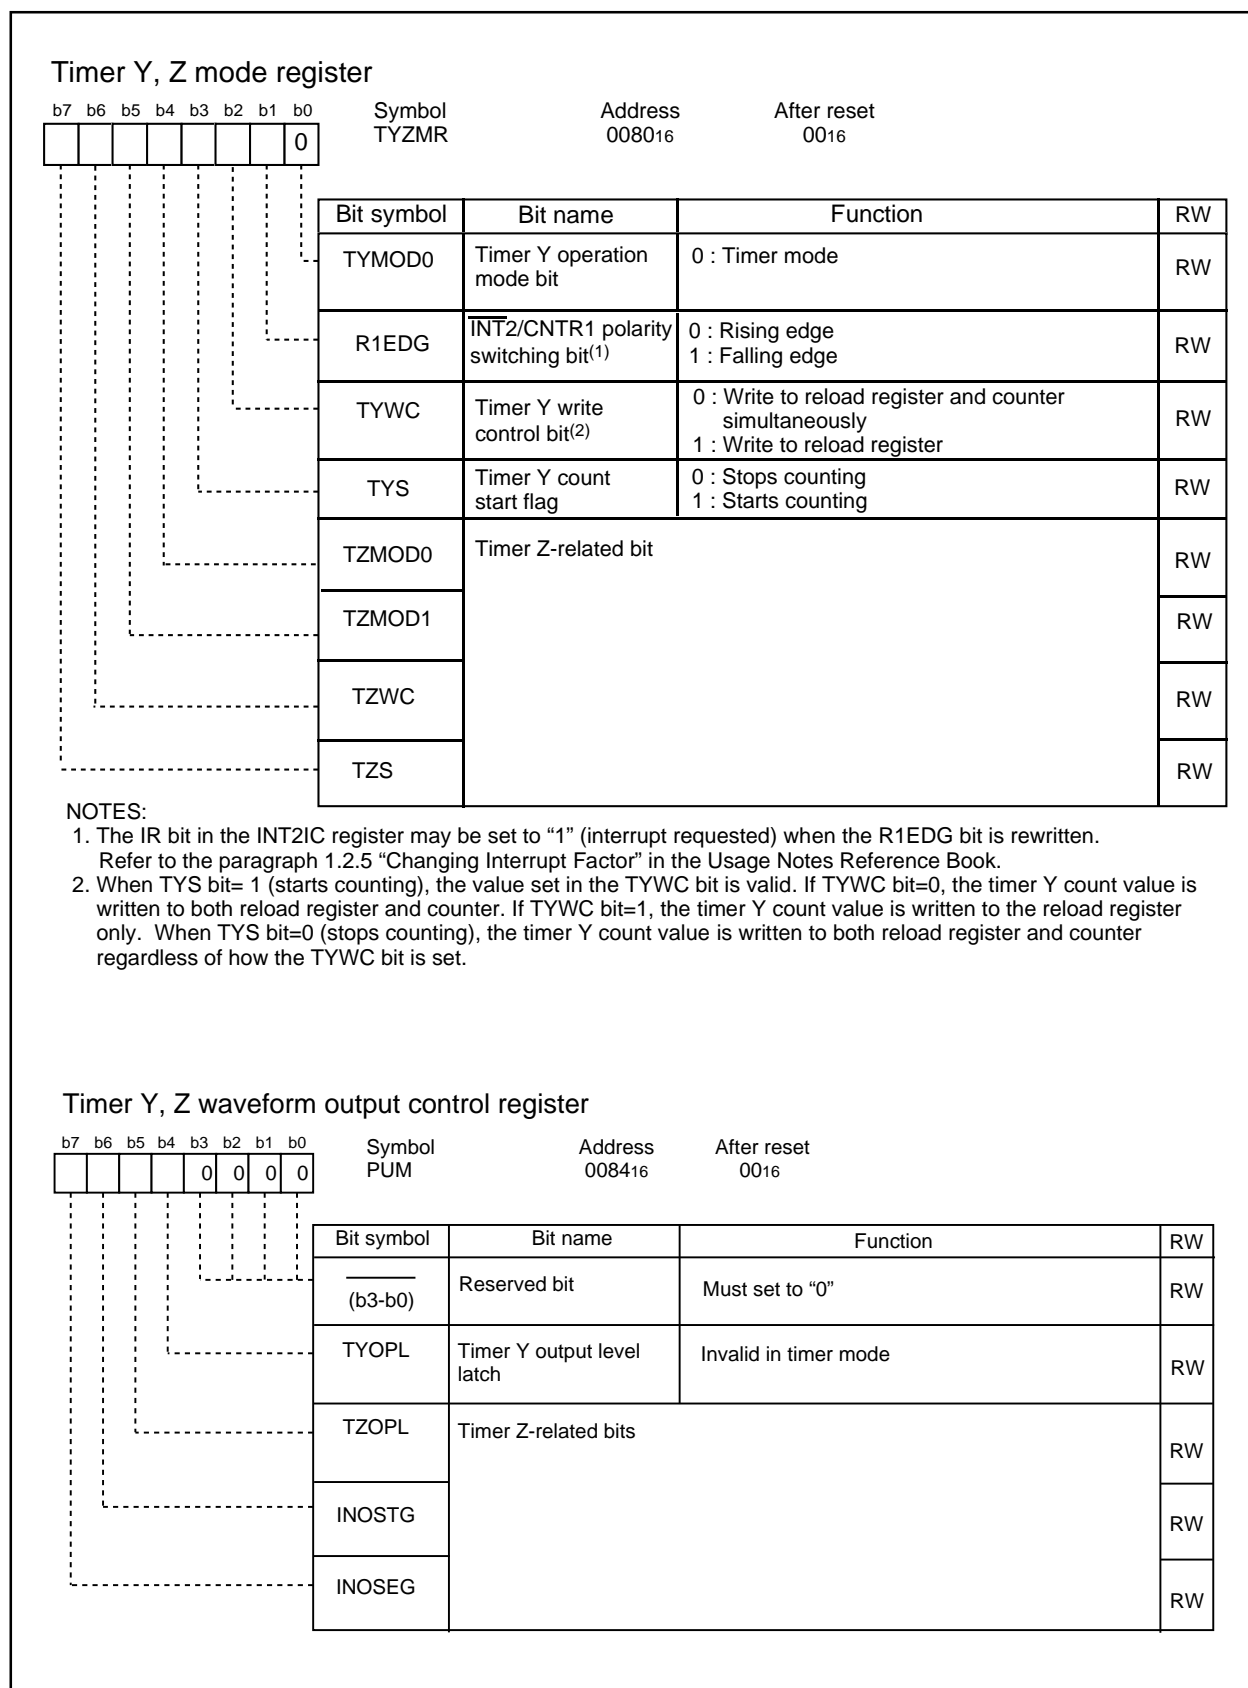 Timer Y, Z mode register
b7 b6 b5 b4 b3 b2 b1 b0
0
Symbol Address After reset
TYZMR 008016 0016
Bit symbol Bit name Function RW
TYMOD0 Timer Y operation mode bit 0 : Timer mode RW
R1EDG INT2/CNTR1 polarity switching bit(1) 0 : Rising edge
1 : Falling edge RW
TYWC Timer Y write control bit(2) 0 : Write to reload register and counter simultaneously
1 : Write to reload register RW
TYS Timer Y count start flag 0 : Stops counting
1 : Starts counting RW
TZMOD0 Timer Z-related bit RW
TZMOD1 RW
TZWC RW
TZS RW
NOTES:
1. The IR bit in the INT2IC register may be set to “1” (interrupt requested) when the R1EDG bit is rewritten.
Refer to the paragraph 1.2.5 “Changing Interrupt Factor” in the Usage Notes Reference Book.
2. When TYS bit= 1 (starts counting), the value set in the TYWC bit is valid. If TYWC bit=0, the timer Y count value is
written to both reload register and counter. If TYWC bit=1, the timer Y count value is written to the reload register
only. When TYS bit=0 (stops counting), the timer Y count value is written to both reload register and counter
regardless of how the TYWC bit is set.
Timer Y, Z waveform output control register
b7 b6 b5 b4 b3 b2 b1 b0
0 0 0 0
Symbol Address After reset
PUM 008416 0016
Bit symbol Bit name Function RW
(b3-b0) Reserved bit Must set to “0” RW
TYOPL Timer Y output level latch Invalid in timer mode RW
TZOPL Timer Z-related bits RW
INOSTG RW
INOSEG RW